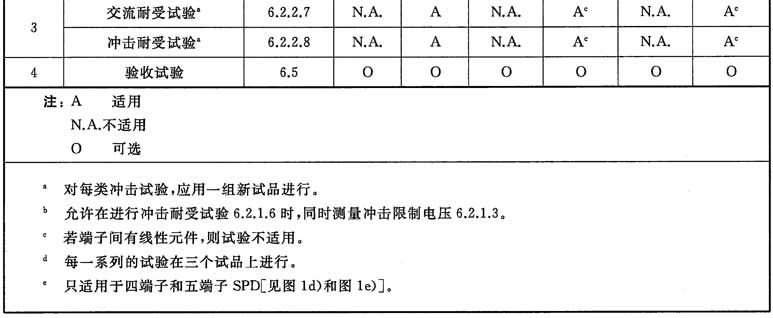 3 交流耐受试验ᵃ 6.2.2.7 N.A. A N.A. Aᵉ N.A. Aᵉ
冲击耐受试验ᵃ 6.2.2.8 N.A. A N.A. Aᵉ N.A. Aᵉ
4 验收试验 6.5 O O O O O O
注：A 适用
N.A.不适用
O 可选
ᵃ 对每类冲击试验,应用一组新试品进行。
ᵇ 允许在进行冲击耐受试验 6.2.1.6 时,同时测量冲击限制电压 6.2.1.3。
ᶜ 若端子间有线性元件,则试验不适用。
ᵈ 每一系列的试验在三个试品上进行。
ᵉ 只适用于四端子和五端子 SPD[见图 1d)和图 1e)]。